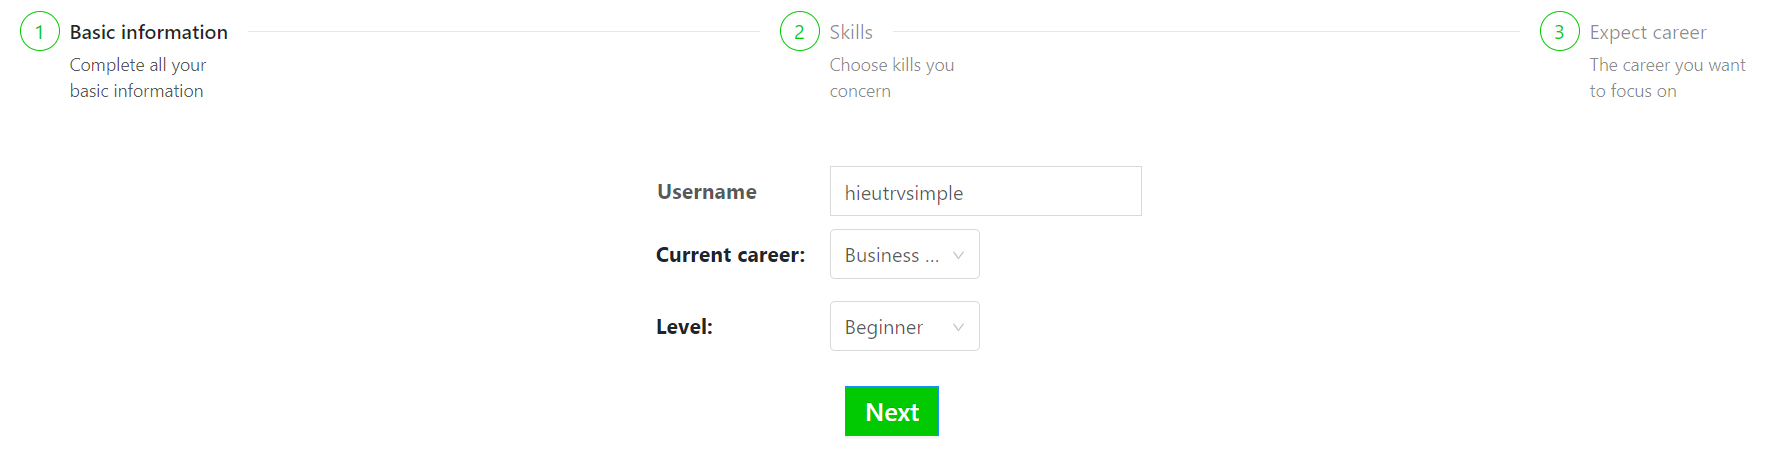 1 Basic information
Complete all your
basic information
2 Skills
Choose kills you
concern
3 Expect career
The career you want
to focus on
Username hieutrvsimple
Current career: Business ...
Level: Beginner
Next